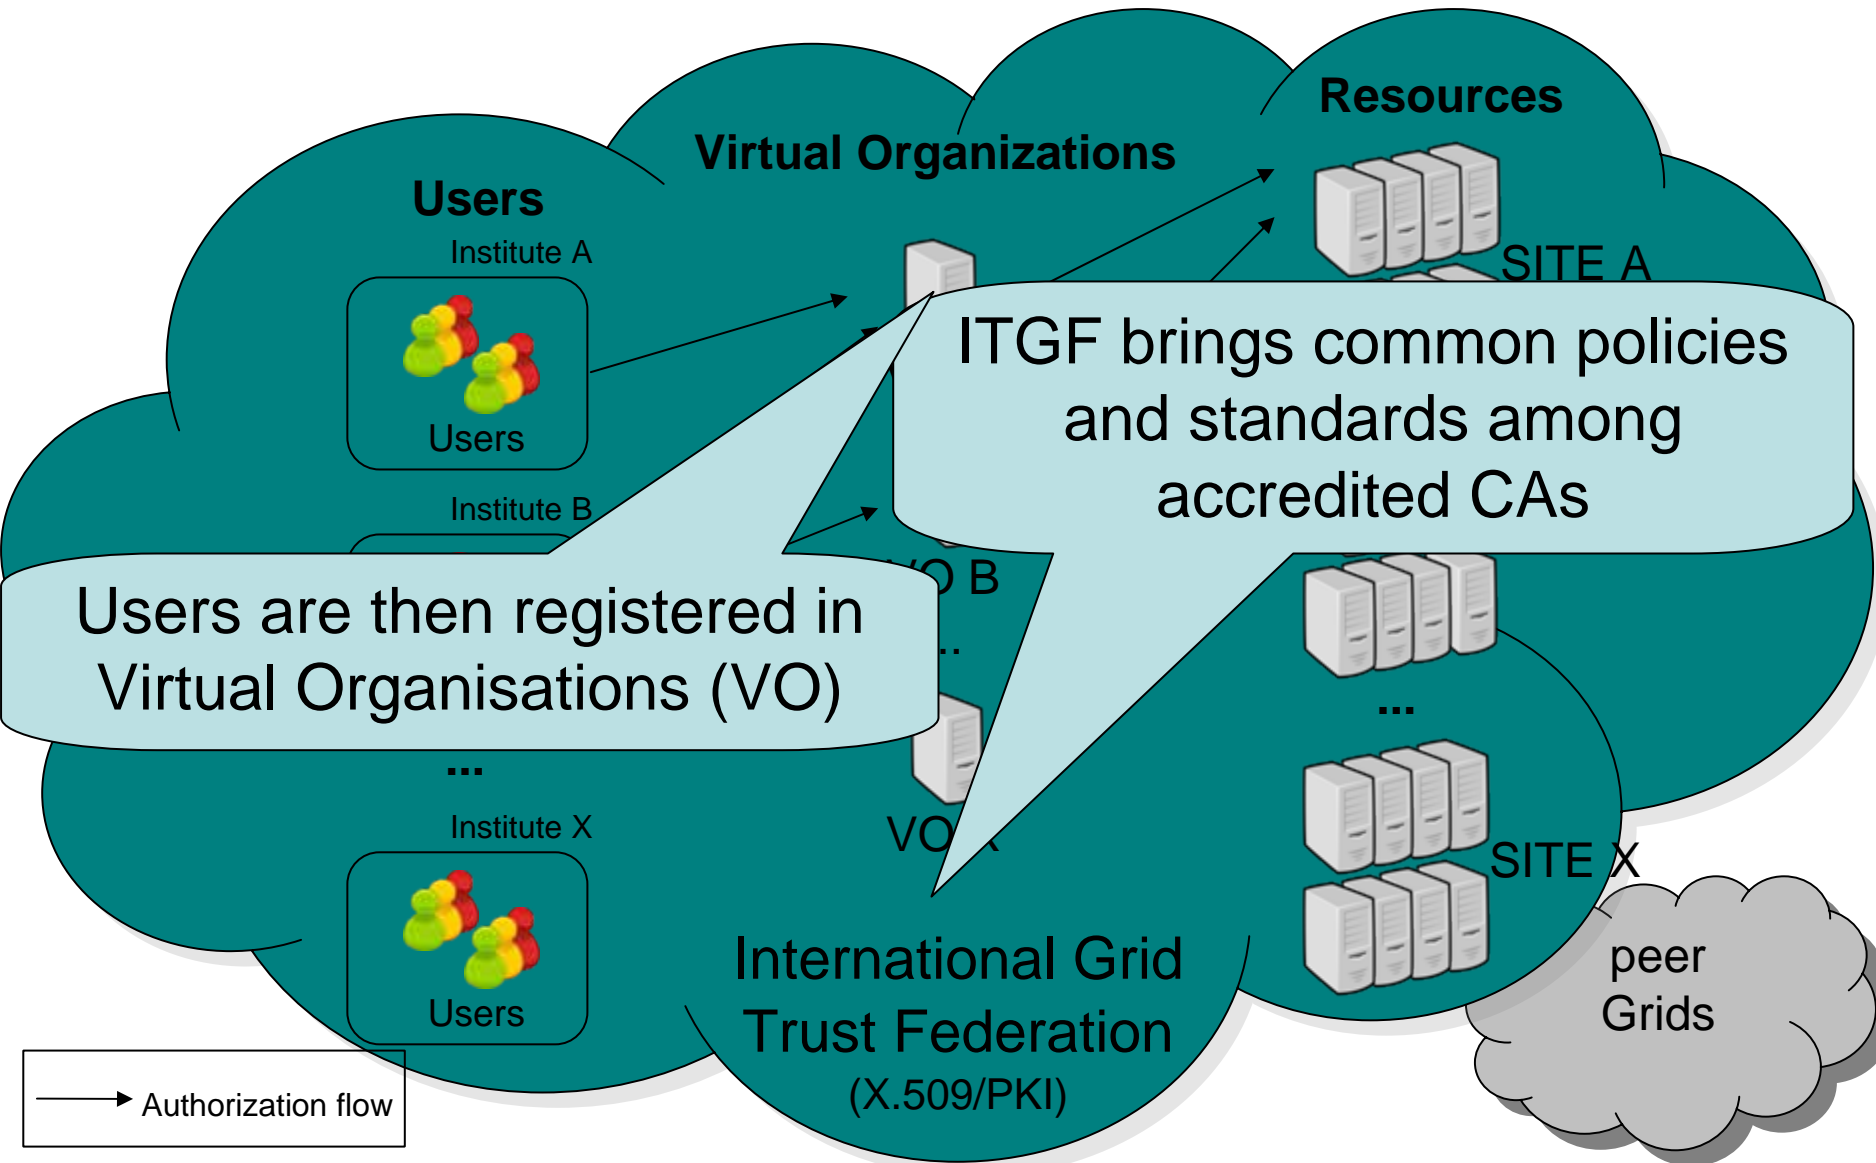 Resources
Virtual Organizations
Users
Institute A
SITE A
Users
ITGF brings common policies
and standards among
accredited CAs
Institute B
VO B
Users are then registered in
Virtual Organisations (VO)
..
...
...
Institute X
VO
SITE X
Users
International Grid
Trust Federation
(X.509/PKI)
peer
Grids
Authorization flow